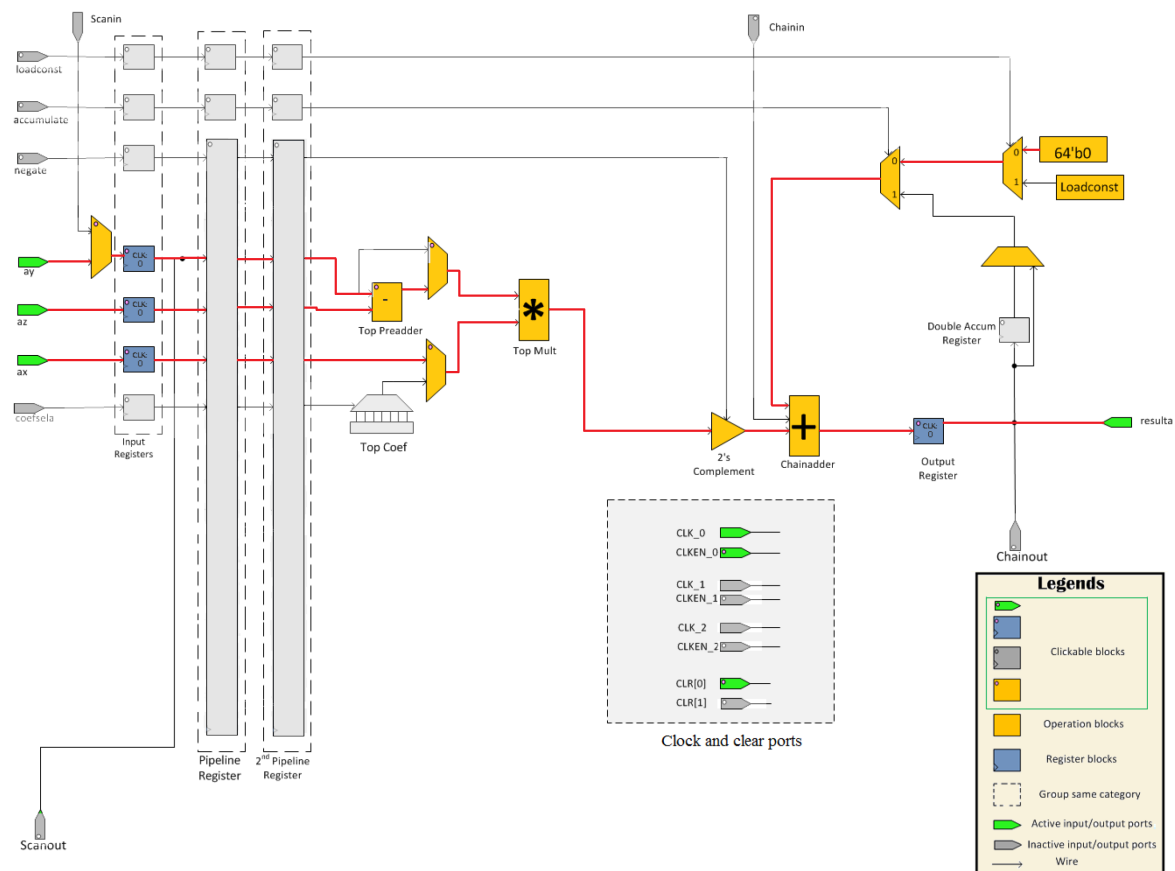 Scanin
Chainin
loadconst
accumulate
negate
0
1
0
1
64'b0
Loadconst
ay
CLK:
0
az
CLK:
0
-
Top Preadder
*
Top Mult
Double Accum
Register
ax
CLK:
0
coefsela
Input
Registers
Top Coef
2's
Complement
+
Chainadder
CLK:
0
Output
Register
resulta
Chainout
CLK_0
CLKEN_0
CLK_1
CLKEN_1
CLK_2
CLKEN_2
CLR[0]
CLR[1]
Clock and clear ports
Pipeline
Register
2nd Pipeline
Register
Scanout
Legends
Clickable blocks
Operation blocks
Register blocks
Group same category
Active input/output ports
Inactive input/output ports
Wire